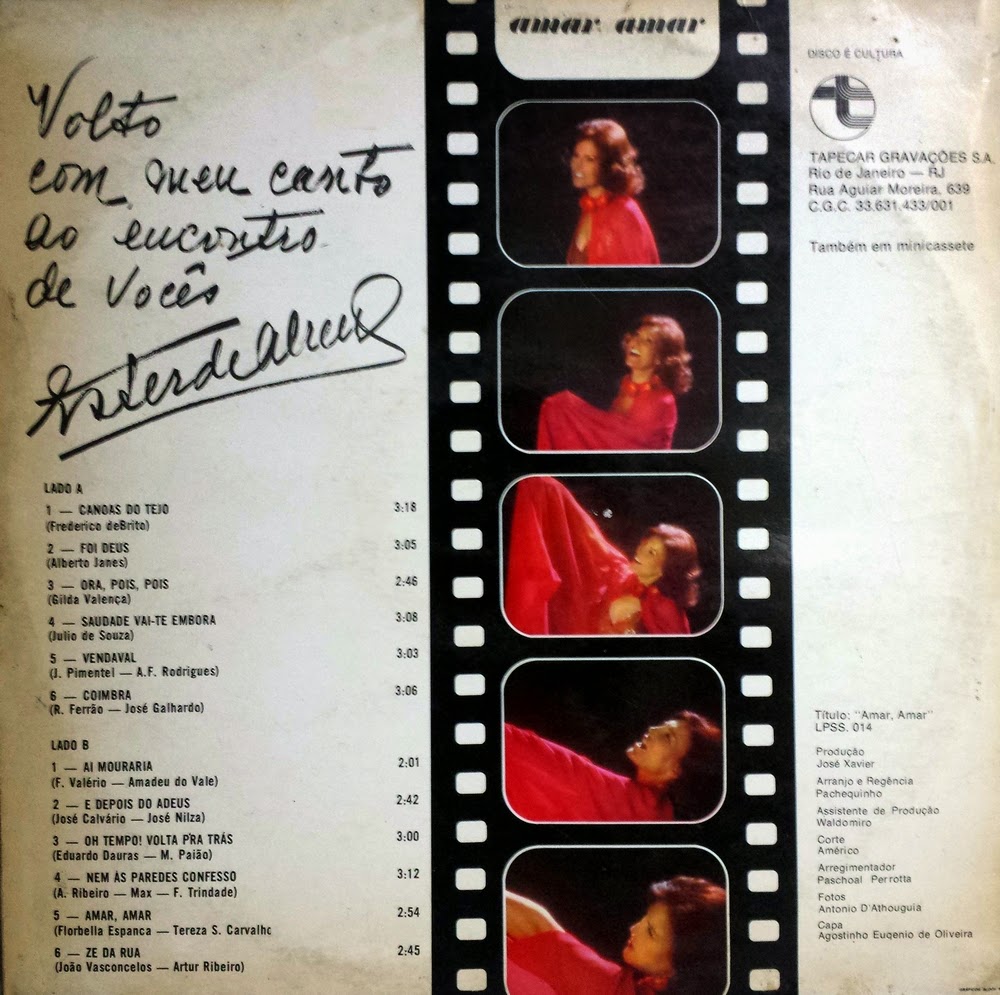 amar amar
Volto
com meu canto
ao encontro
de Vocês
Ester de Abreu
LADO A
1 — CANOAS DO TEJO 3:18
(Frederico deBrito)
2 — FOI DEUS 3:05
(Alberto Janes)
3 — ORA, POIS, POIS 2:46
(Gilda Valença)
4 — SAUDADE VAI-TE EMBORA 3:08
(Julio de Souza)
5 — VENDAVAL 3:03
(J. Pimentel — A.F. Rodrigues)
6 — COIMBRA 3:06
(R. Ferrão — José Galhardo)
LADO B
1 — AI MOURARIA 2:01
(F. Valério — Amadeu do Vale)
2 — E DEPOIS DO ADEUS 2:42
(José Calvário — José Nilza)
3 — OH TEMPO! VOLTA P'RA TRÁS 3:00
(Eduardo Dauras — M. Paião)
4 — NEM ÀS PAREDES CONFESSO 3:12
(A. Ribeiro — Max — F. Trindade)
5 — AMAR, AMAR 2:54
(Florbella Espanca — Tereza S. Carvalho
6 — ZE DA RUA 2:45
(João Vasconcelos — Artur Ribeiro)
DISCO É CULTURA
TAPECAR GRAVAÇÕES S.A.
Rio de Janeiro — RJ
Rua Aguiar Moreira, 639
C.G.C. 33.631.433/001
Também em minicassete
Título: "Amar, Amar"
LPSS. 014
Produção
José Xavier
Arranjo e Regência
Pachequinho
Assistente de Produção
Waldomiro
Corte
Américo
Arregimentador
Paschoal Perrotta
Fotos
Antonio D'Athouguia
Capa
Agostinho Eugenio de Oliveira